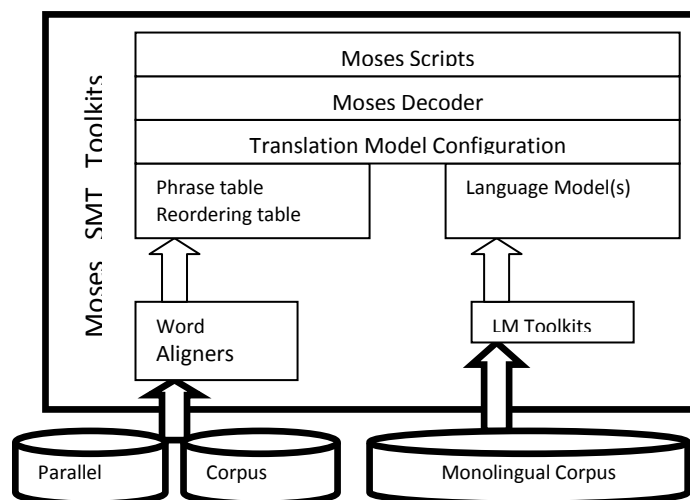 Moses SMT Toolkits
Moses Scripts
Moses Decoder
Translation Model Configuration
Phrase table
Reordering table
Language Model(s)
Word
Aligners
LM Toolkits
Parallel
Corpus
Monolingual Corpus